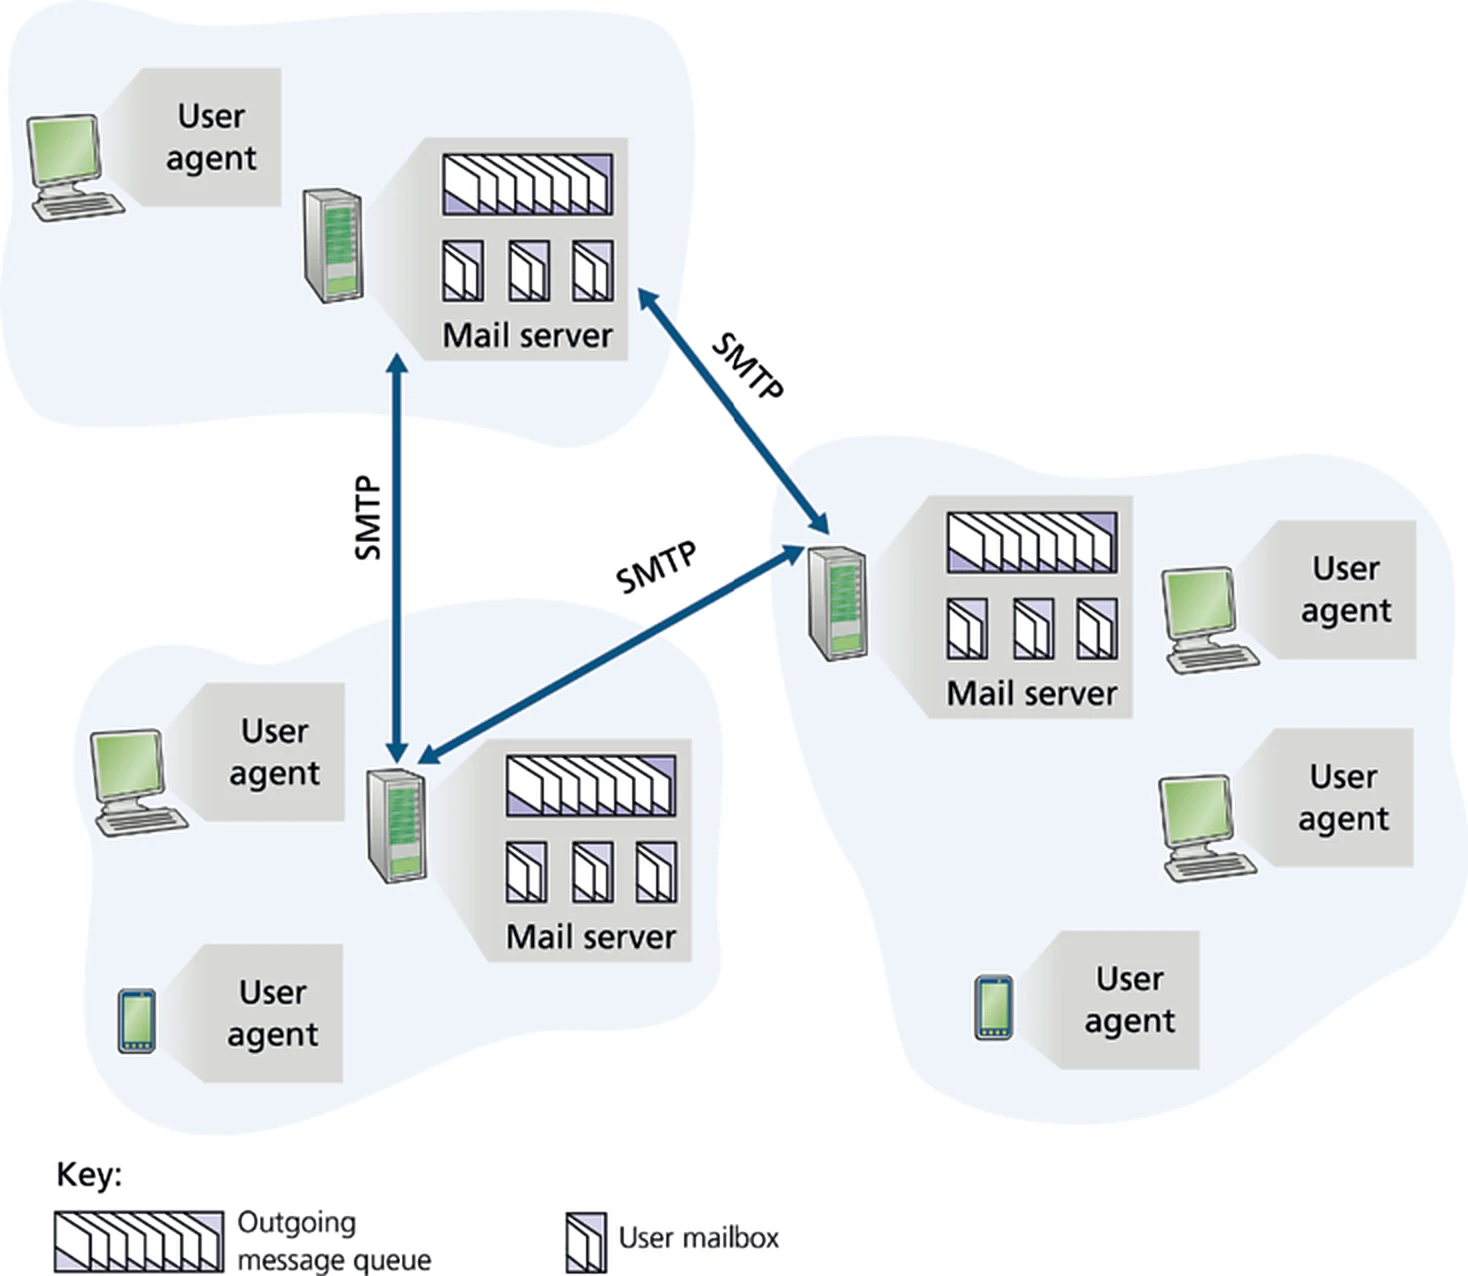 User
agent
Mail server
SMTP
SMTP
SMTP
Mail server
User
agent
User
agent
User
agent
User
agent
Mail server
User
agent
Key:
Outgoing
message queue
User mailbox